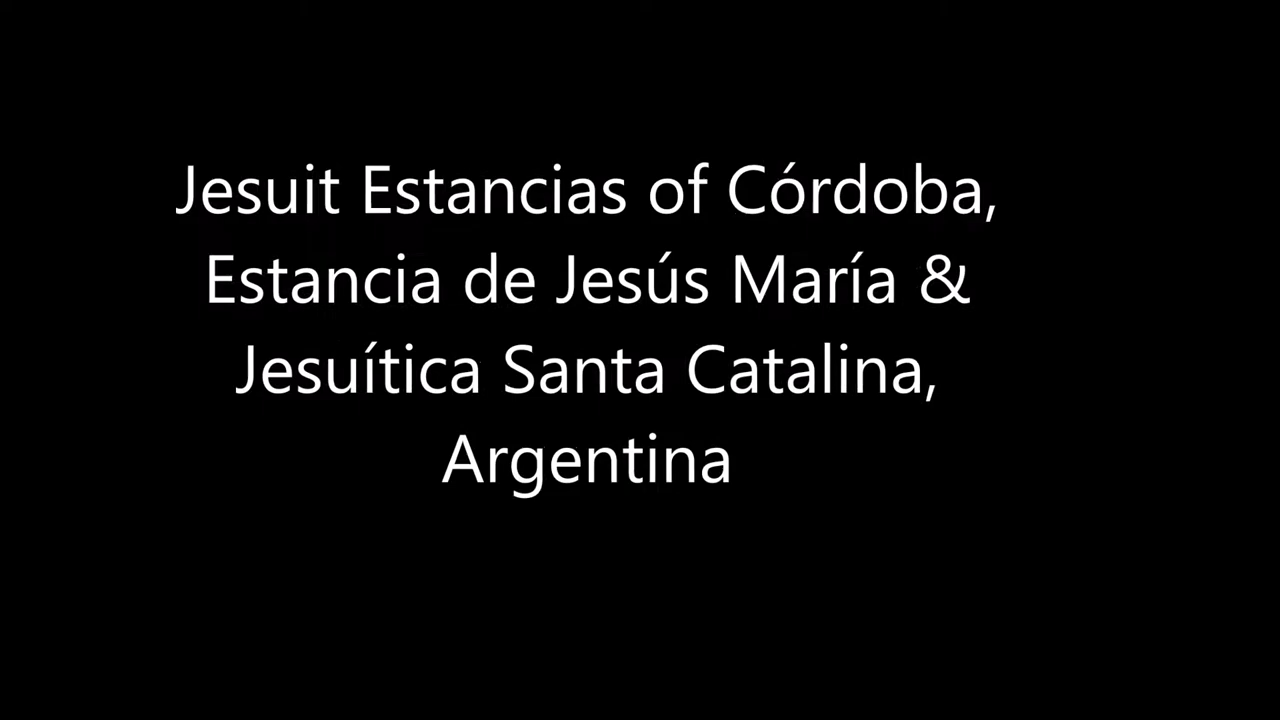 Jesuit Estancias of Córdoba,
Estancia de Jesús María &
Jesuítica Santa Catalina,
Argentina